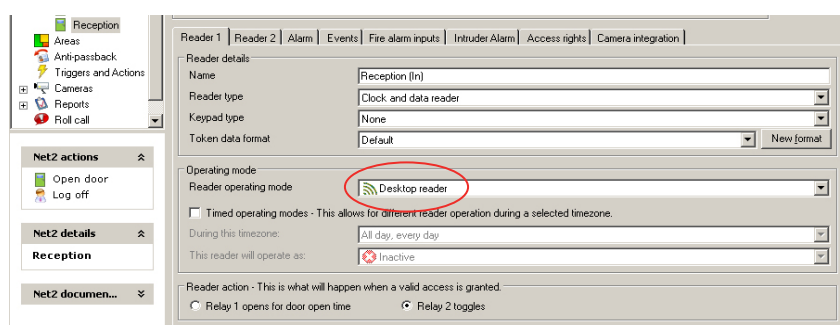 Reception
Areas
Anti-passback
Triggers and Actions
Cameras
Reports
Roll call
Net2 actions
Open door
Log off
Net2 details
Reception
Net2 documen...
Reader 1 Reader 2 Alarm Events Fire alarm inputs Intruder Alarm Access rights Camera integration
Reader details
Name Reception (In)
Reader type Clock and data reader
Keypad type None
Token data format Default New format
Operating mode
Reader operating mode Desktop reader
Timed operating modes - This allows for different reader operation during a selected timezone.
During this timezone: All day, every day
This reader will operate as: Inactive
Reader action - This is what will happen when a valid access is granted.
Relay 1 opens for door open time Relay 2 toggles